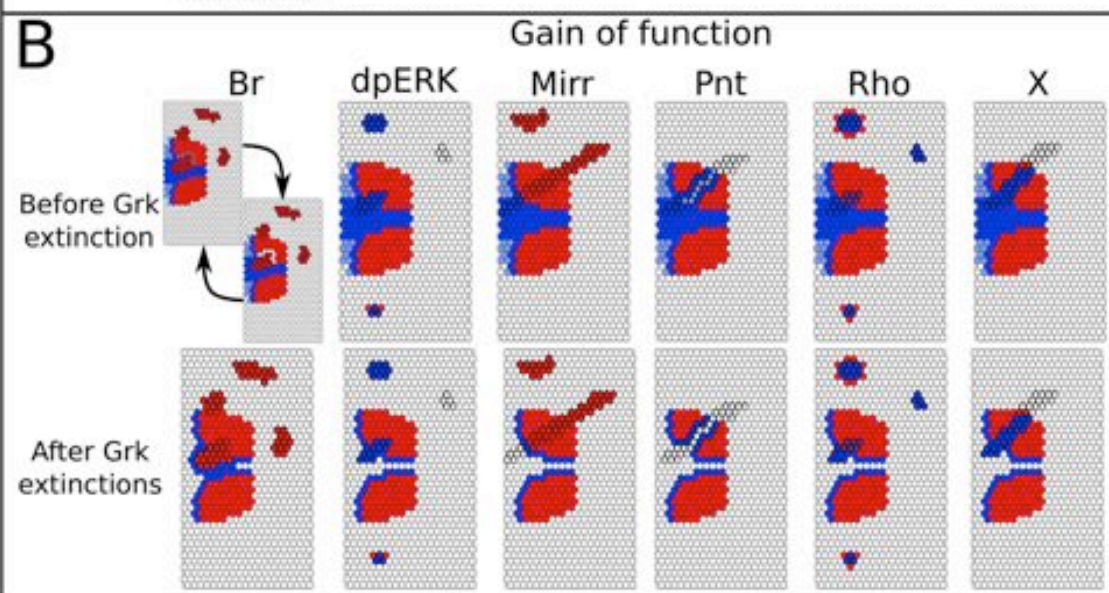 B
Gain of function
Br dpERK Mirr Pnt Rho X
Before Grk
extinction
After Grk
extinctions